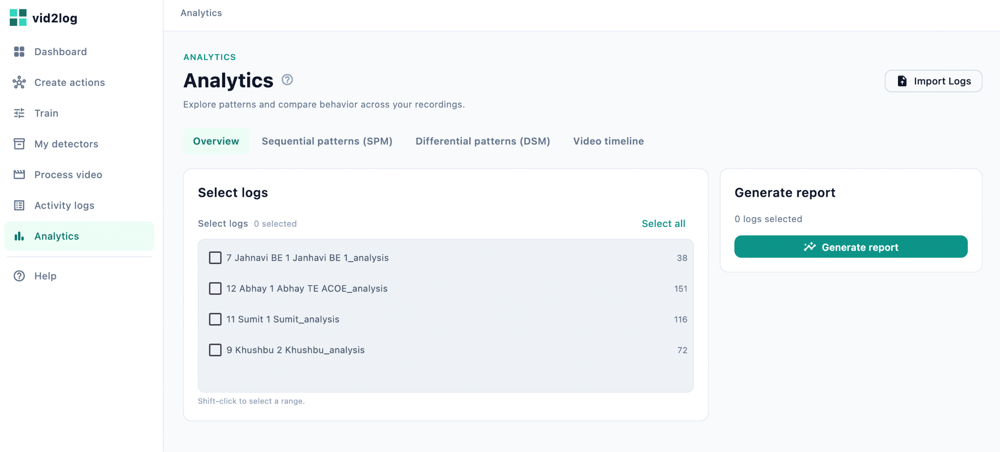 vid2log
Dashboard
Create actions
Train
My detectors
Process video
Activity logs
Analytics
Help
Analytics
ANALYTICS
Analytics
Explore patterns and compare behavior across your recordings.
Import Logs
Overview Sequential patterns (SPM) Differential patterns (DSM) Video timeline
Select logs
Select logs 0 selected Select all
7 Jahnavi BE 1 Janhavi BE 1_analysis 38
12 Abhay 1 Abhay TE ACOE_analysis 151
11 Sumit 1 Sumit_analysis 116
9 Khushbu 2 Khushbu_analysis 72
Shift-click to select a range.
Generate report
0 logs selected
Generate report